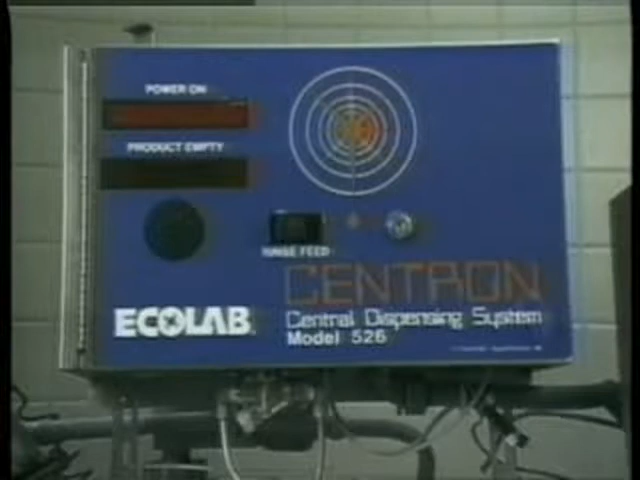 POWER ON
PRODUCT EMPTY
RINSE FEED
CENTRON
ECOLAB
Central Dispensing System
Model 526